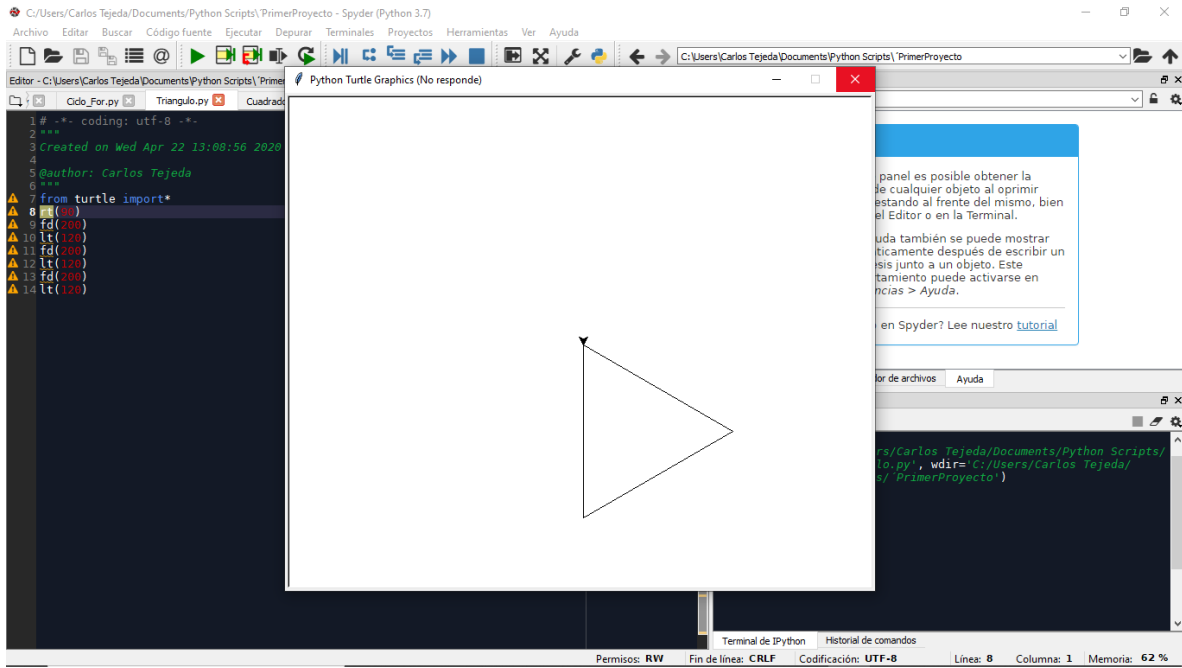 C:/Users/Carlos Tejeda/Documents/Python Scripts/´PrimerProyecto - Spyder (Python 3.7)
Archivo Editar Buscar Código fuente Ejecutar Depurar Terminales Proyectos Herramientas Ver Ayuda
C:\Users\Carlos Tejeda\Documents\Python Scripts\´PrimerProyecto
Editor - C:\Users\Carlos Tejeda\Documents\Python Scripts\´Prime
Python Turtle Graphics (No responde)
Ciclo_For.py Triangulo.py Cuadrado
1 # -*- coding: utf-8 -*-
2 """
3 Created on Wed Apr 22 13:08:56 2020
4
5 @author: Carlos Tejeda
6 """
7 from turtle import*
8 rt(90)
9 fd(200)
10 lt(120)
11 fd(200)
12 lt(120)
13 fd(200)
14 lt(120)
panel es posible obtener la
de cualquier objeto al oprimir
estando al frente del mismo, bien
el Editor o en la Terminal.
uda también se puede mostrar
ticamente después de escribir un
esis junto a un objeto. Este
tamiento puede activarse en
ncias > Ayuda.
en Spyder? Lee nuestro tutorial
dor de archivos Ayuda
rs/Carlos Tejeda/Documents/Python Scripts/
lo.py', wdir='C:/Users/Carlos Tejeda/
s/´PrimerProyecto')
Terminal de IPython Historial de comandos
Permisos: RW Fin de línea: CRLF Codificación: UTF-8 Línea: 8 Columna: 1 Memoria: 62 %